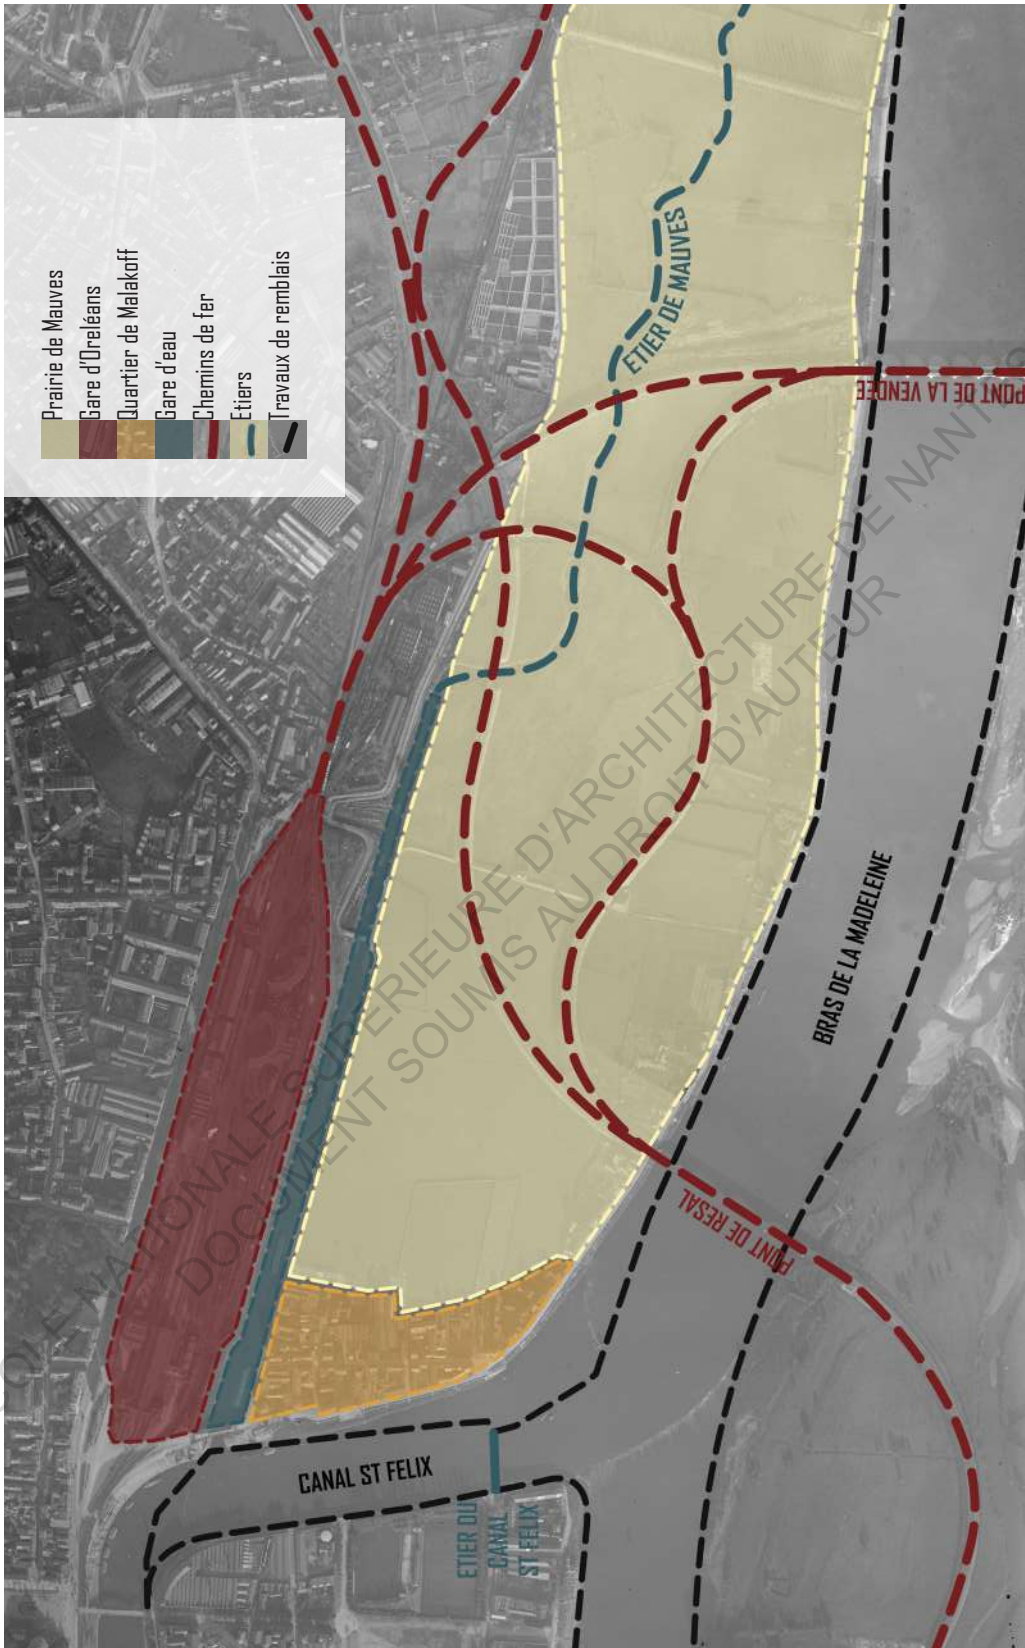 Prairie de Mauves
Gare d'Oreléans
Quartier de Malakoff
Gare d'eau
Chemins de fer
Etiers
Travaux de remblais
ETIER DE MAUVES
PONT DE LA VENDEE
BRAS DE LA MADELEINE
PONT DE RESAL
CANAL ST FELIX
ETIER DU
CANAL
ST FELIX
NATIONALE SUPERIEURE D'ARCHITECTURE DE NANTES
DOCUMENT SOUMIS AU DROIT D'AUTEUR